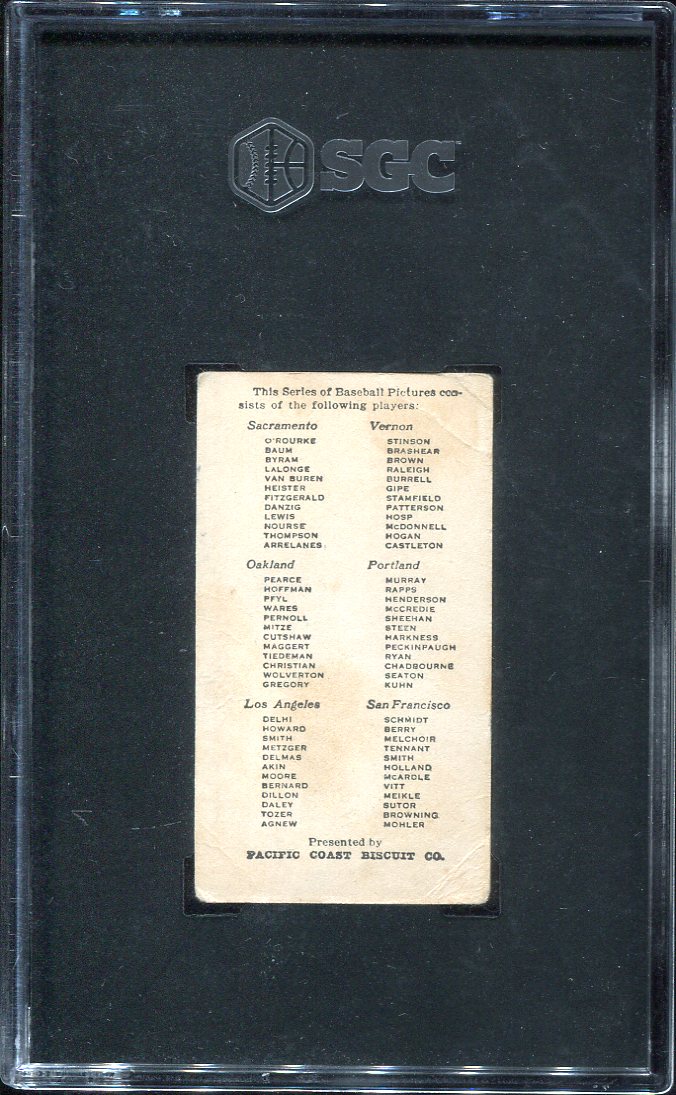 SGC
This Series of Baseball Pictures con-
sists of the following players:
Sacramento
O'ROURKE
BAUM
BYRAM
LALONGE
VAN BUREN
HEISTER
FITZGERALD
DANZIG
LEWIS
NOURSE
THOMPSON
ARRELANES
Vernon
STINSON
BRASHEAR
BROWN
RALEIGH
BURRELL
GIPE
STAMFIELD
PATTERSON
HOSP
McDONNELL
HOGAN
CASTLETON
Oakland
PEARCE
HOFFMAN
PFYL
WARES
PERNOLL
MITZE
CUTSHAW
MAGGERT
TIEDEMAN
CHRISTIAN
WOLVERTON
GREGORY
Portland
MURRAY
RAPPS
HENDERSON
McCREDIE
SHEEHAN
STEEN
HARKNESS
PECKINPAUGH
RYAN
CHADBOURNE
SEATON
KUHN
Los Angeles
DELHI
HOWARD
SMITH
METZGER
DELMAS
AKIN
MOORE
BERNARD
DILLON
DALEY
TOZER
AGNEW
San Francisco
SCHMIDT
BERRY
MELCHOIR
TENNANT
SMITH
HOLLAND
McARDLE
VITT
MEIKLE
SUTOR
BROWNING
MOHLER
Presented by
PACIFIC COAST BISCUIT CO.